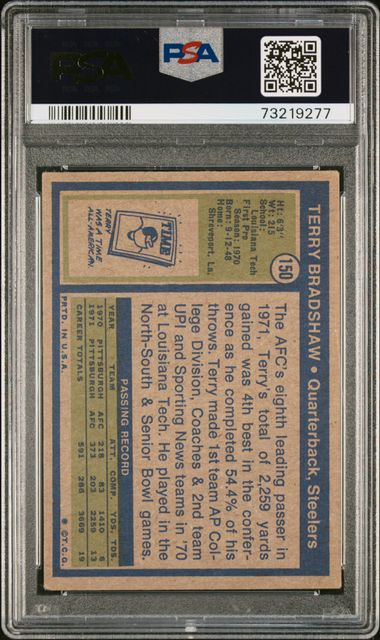 PSA
PSA
73219277
150
TERRY BRADSHAW • Quarterback, Steelers
Ht: 6'3"
Wt: 215
School:
Louisiana Tech
First Pro
Season: 1970
Born: 9-12-48
Home:
Shreveport, La.
TIME
TERRY
WAS A TIME
ALL-AMERICAN.
The AFC's eighth leading passer in
1971, Terry's total of 2,259 yards
gained was 4th best in the confer-
ence as he completed 54.4% of his
throws. Terry made 1st team AP Col-
lege Division, Coaches & 2nd team
UPI and Sporting News teams in '70
at Louisiana Tech. He played in the
North-South & Senior Bowl games.
PASSING RECORD
YEAR TEAM ATT. COMP. YDS. TDS.
1970 PITTSBURGH AFC 218 83 1410 6
1971 PITTSBURGH AFC 373 203 2259 13
CAREER TOTALS 591 286 3669 19
PRTD. IN U.S.A. ✱ © T.C.G.